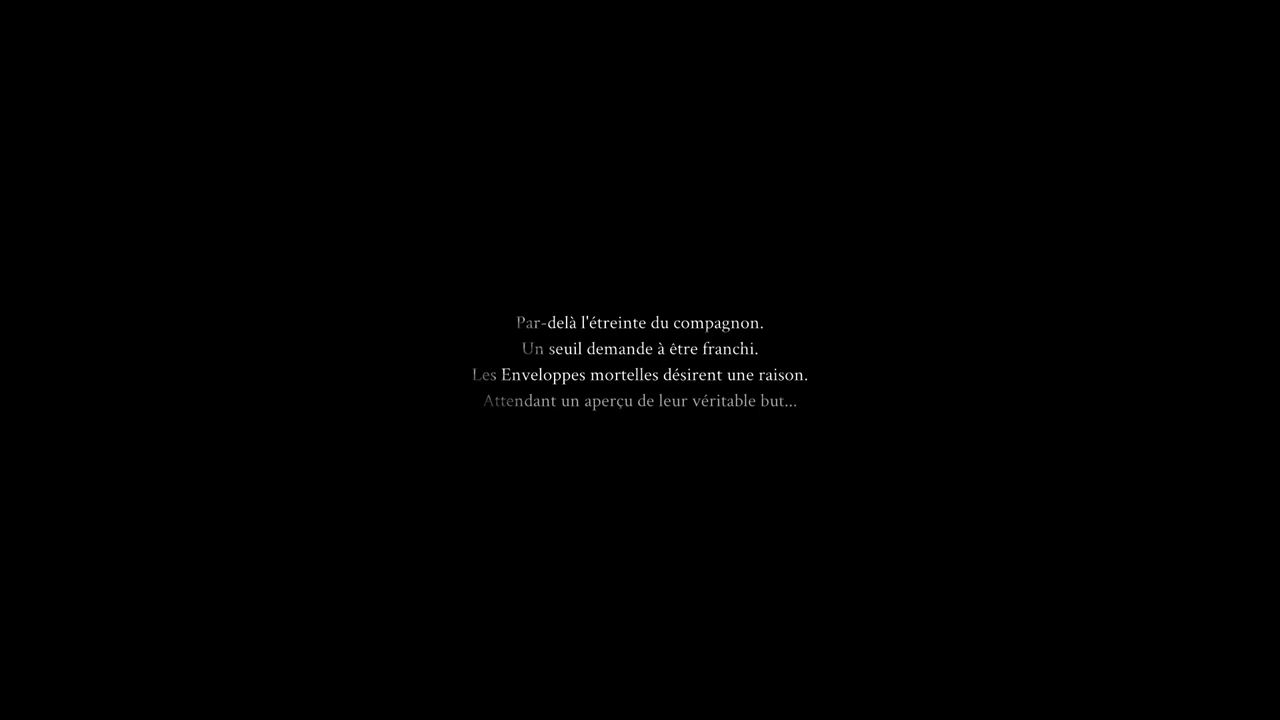 Par-delà l'étreinte du compagnon.
Un seuil demande à être franchi.
Les Enveloppes mortelles désirent une raison.
Attendant un aperçu de leur véritable but...